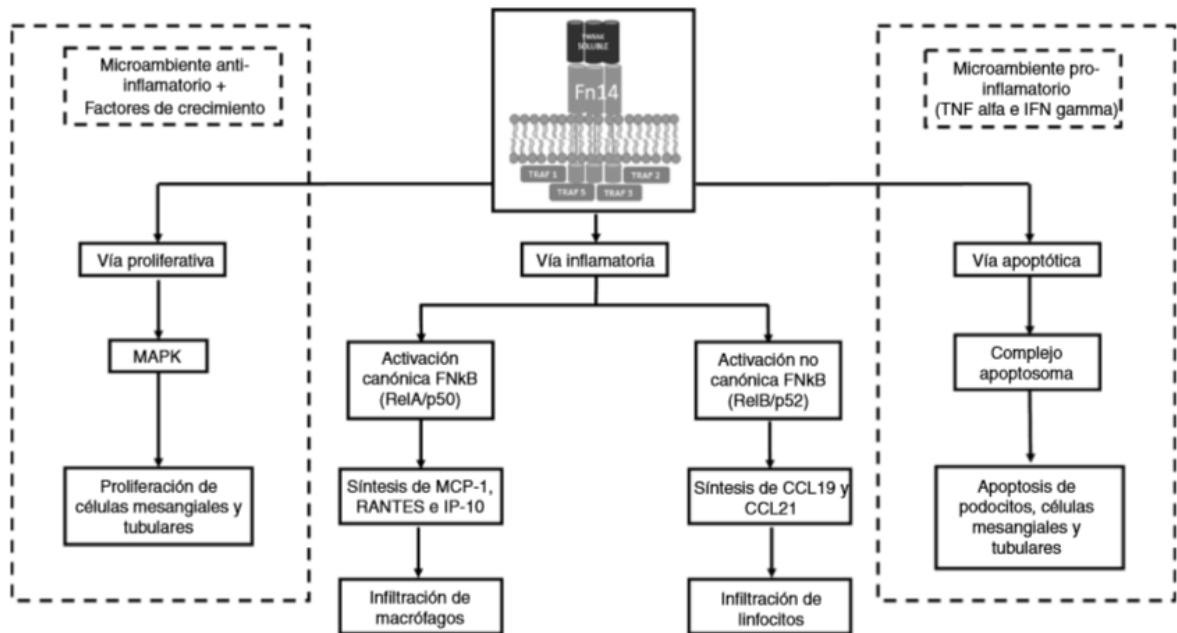 Microambiente anti-
inflamatorio +
Factores de crecimiento
TWEAK
SOLUBLE
Fn14
TRAF 1
TRAF 2
TRAF 5
TRAF 3
Microambiente pro-
inflamatorio
(TNF alfa e IFN gamma)
Vía proliferativa
Vía inflamatoria
Vía apoptótica
MAPK
Activación
canónica FNkB
(RelA/p50)
Activación no
canónica FNkB
(RelB/p52)
Complejo
apoptosoma
Proliferación de
células mesangiales y
tubulares
Síntesis de MCP-1,
RANTES e IP-10
Síntesis de CCL19 y
CCL21
Apoptosis de
podocitos, células
mesangiales y
tubulares
Infiltración de
macrófagos
Infiltración de
linfocitos